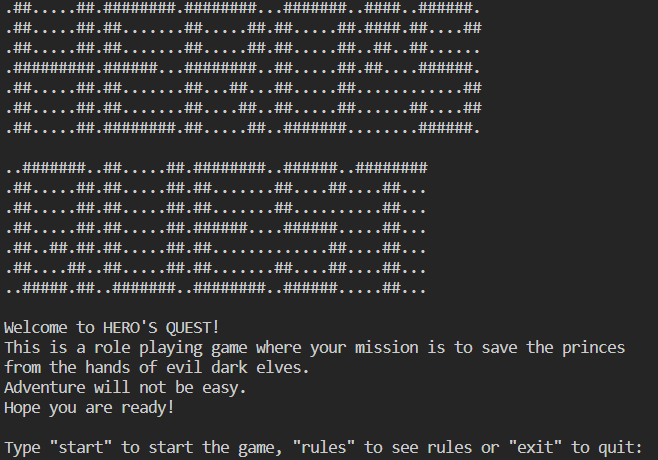 HERO'S
QUEST
Welcome to HERO'S QUEST!
This is a role playing game where your mission is to save the princes
from the hands of evil dark elves.
Adventure will not be easy.
Hope you are ready!
Type "start" to start the game, "rules" to see rules or "exit" to quit: